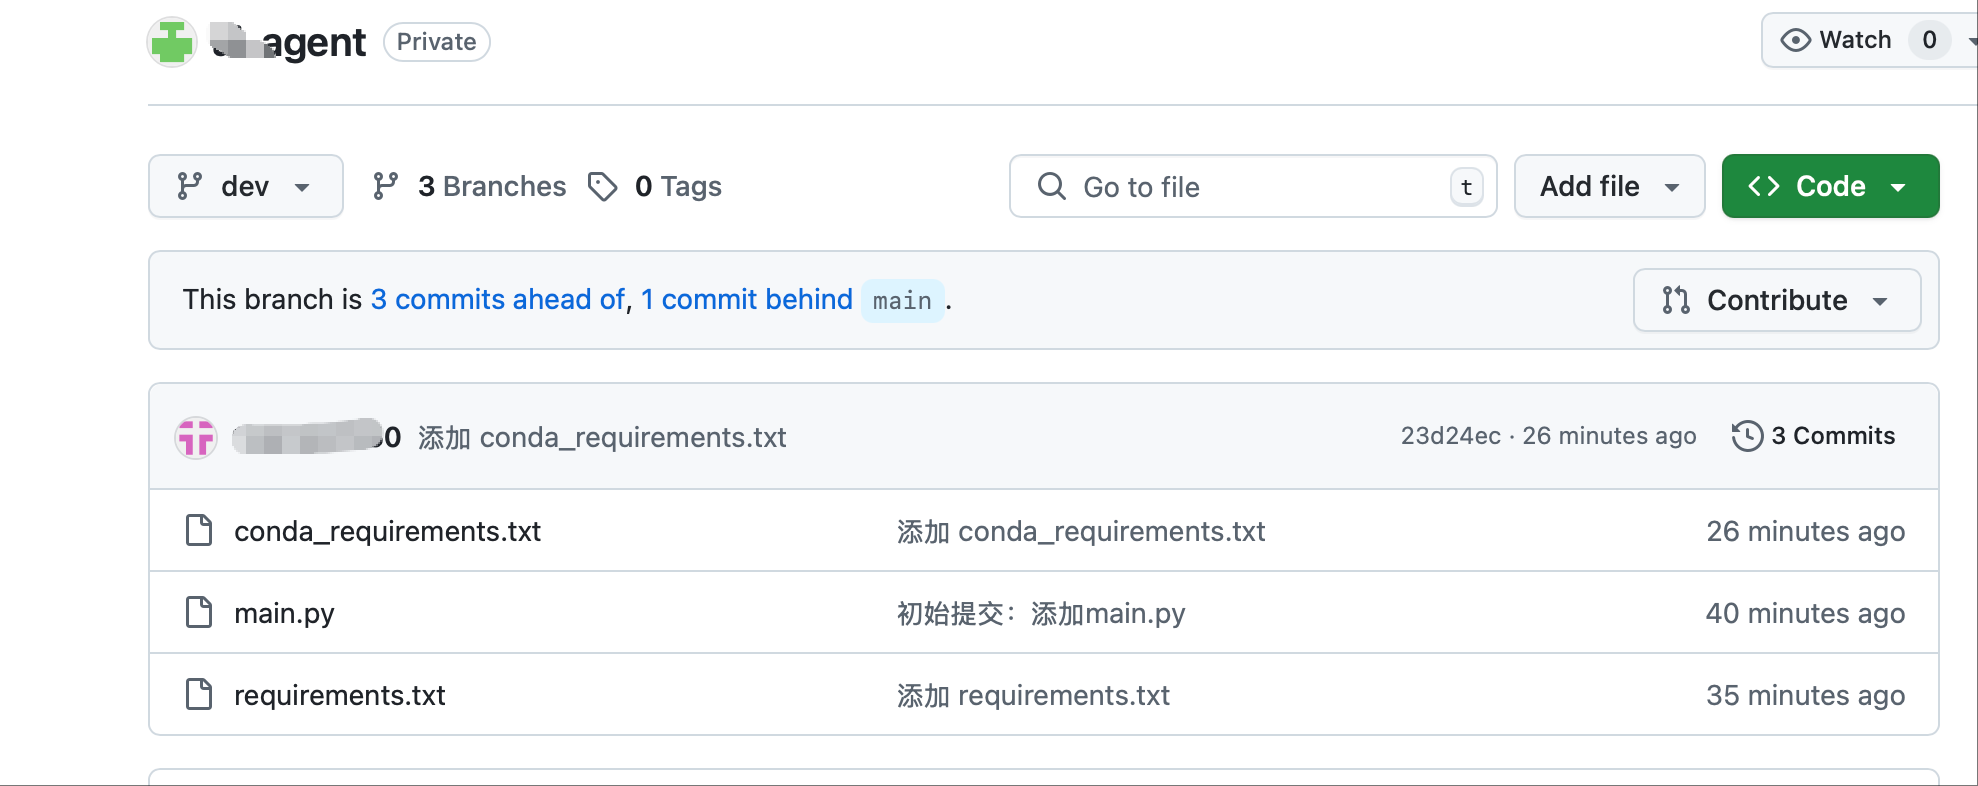 agent Private Watch 0
dev 3 Branches 0 Tags Go to file t Add file Code
This branch is 3 commits ahead of, 1 commit behind main. Contribute
添加 conda_requirements.txt 23d24ec · 26 minutes ago 3 Commits
conda_requirements.txt 添加 conda_requirements.txt 26 minutes ago
main.py 初始提交：添加main.py 40 minutes ago
requirements.txt 添加 requirements.txt 35 minutes ago